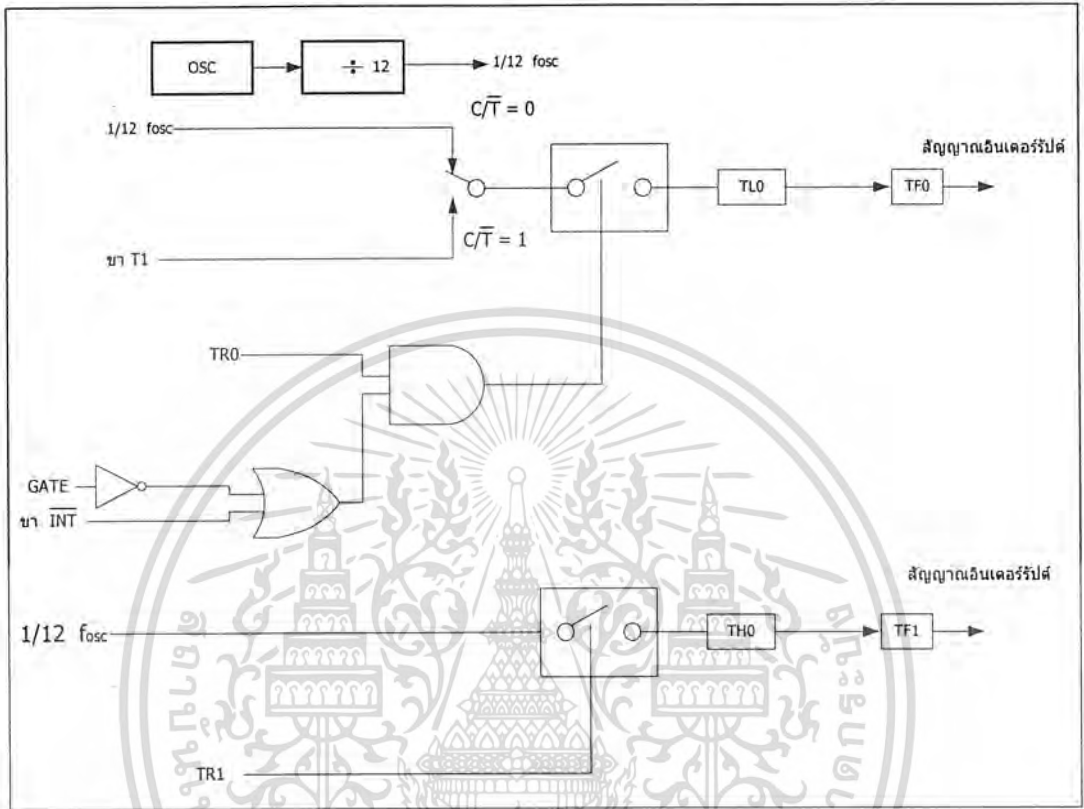 OSC
÷ 12
1/12 fosc
C/T̅ = 0
1/12 fosc
สัญญาณอินเตอร์รัปต์
TL0
TF0
C/T̅ = 1
ขา T1
TR0
GATE
ขา I̅N̅T̅
สัญญาณอินเตอร์รัปต์
1/12 fosc
TH0
TF1
TR1